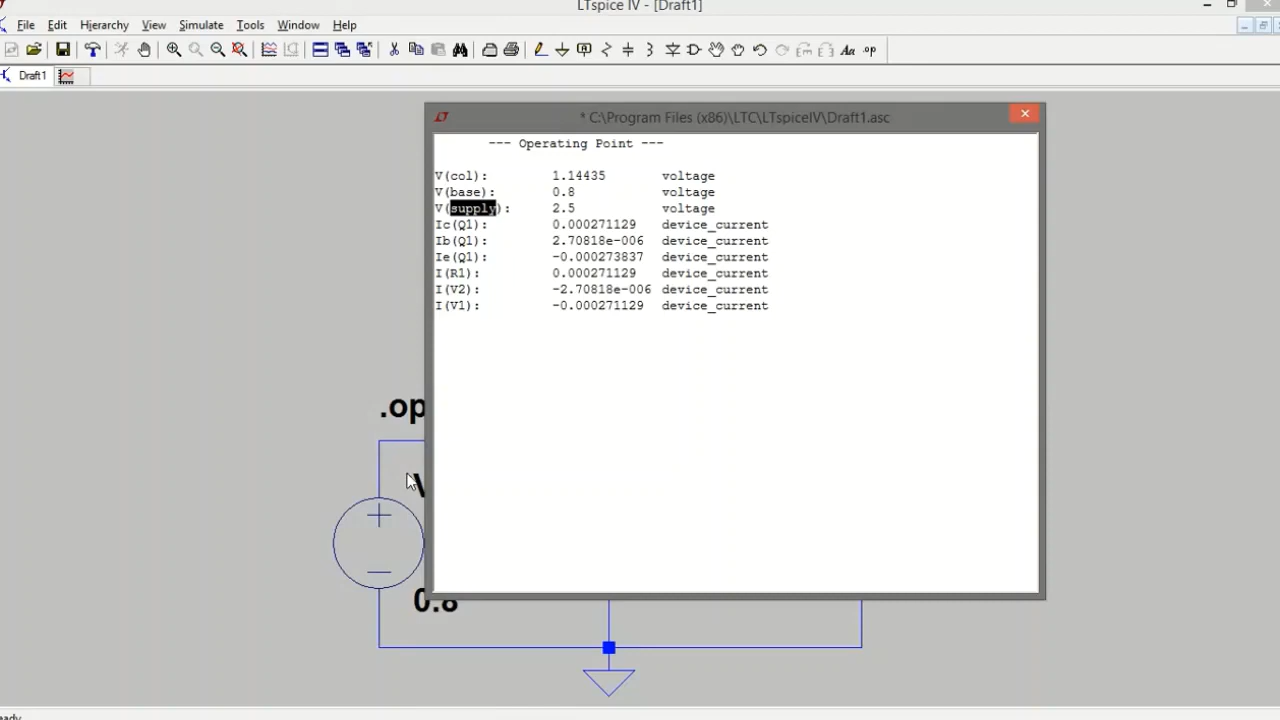 LTspice IV - [Draft1]
File Edit Hierarchy View Simulate Tools Window Help
Aa .op
Draft1
* C:\Program Files (x86)\LTC\LTspiceIV\Draft1.asc
--- Operating Point ---
V(col): 1.14435 voltage
V(base): 0.8 voltage
V(supply): 2.5 voltage
Ic(Q1): 0.000271129 device_current
Ib(Q1): 2.70818e-006 device_current
Ie(Q1): -0.000273837 device_current
I(R1): 0.000271129 device_current
I(V2): -2.70818e-006 device_current
I(V1): -0.000271129 device_current
.op
0.8